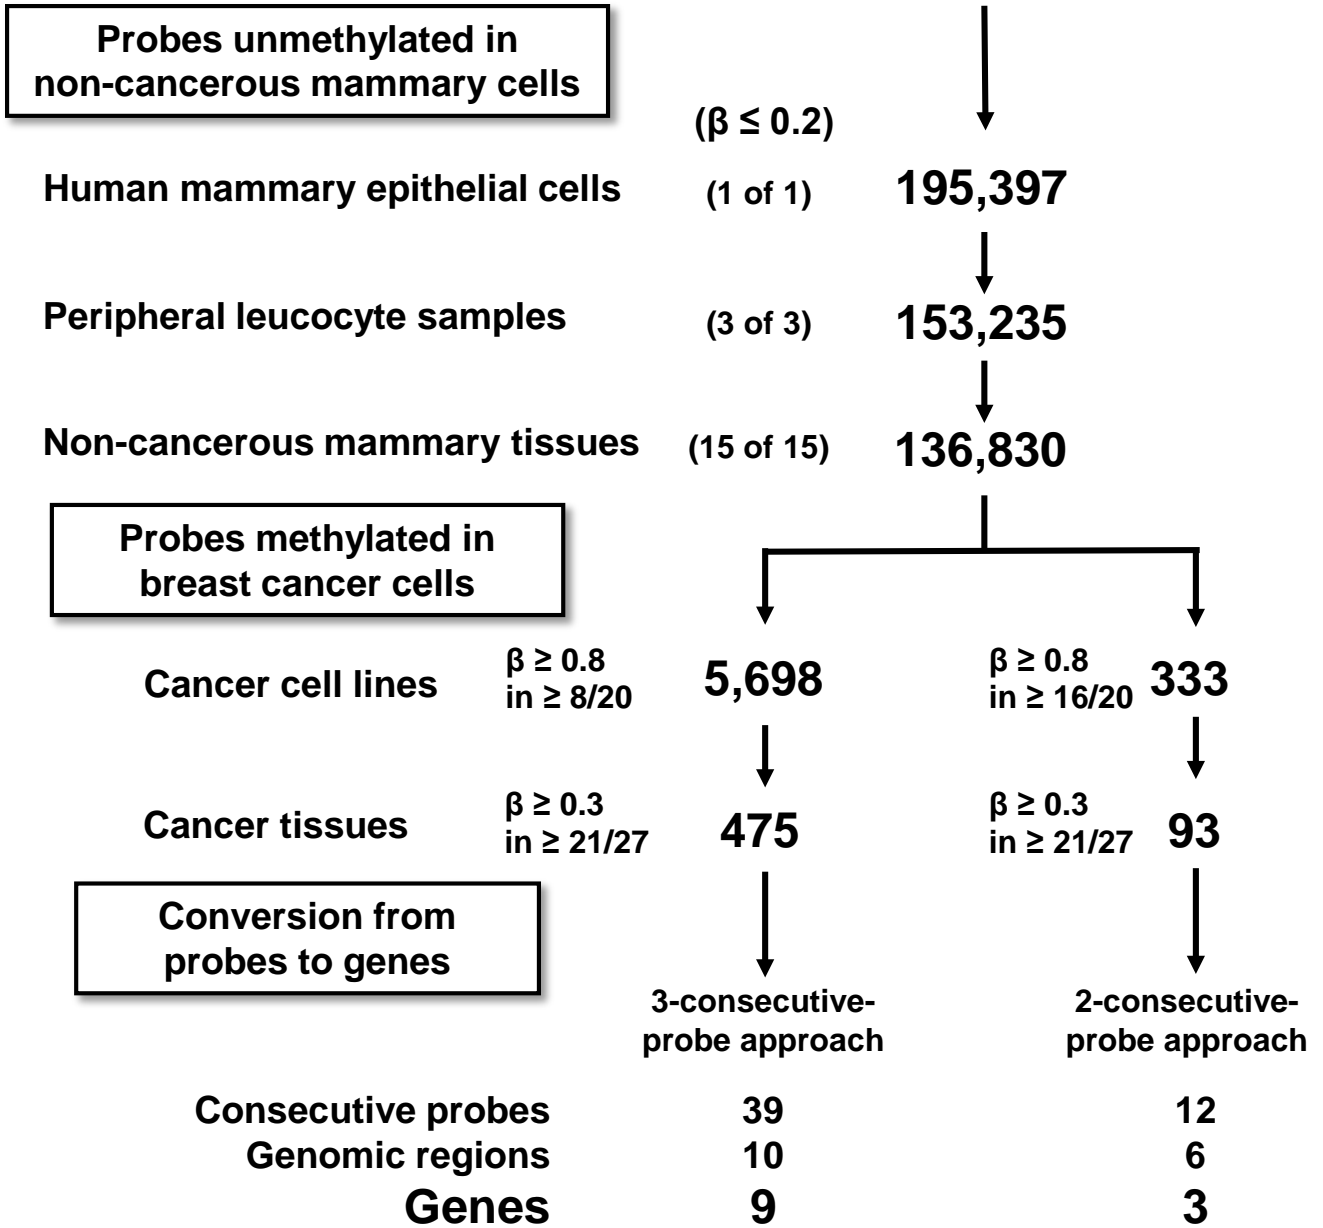 Probes unmethylated in
non-cancerous mammary cells
(β ≤ 0.2)
Human mammary epithelial cells (1 of 1) 195,397
Peripheral leucocyte samples (3 of 3) 153,235
Non-cancerous mammary tissues (15 of 15) 136,830
Probes methylated in
breast cancer cells
Cancer cell lines
β ≥ 0.8
in ≥ 8/20
5,698
β ≥ 0.8
in ≥ 16/20
333
Cancer tissues
β ≥ 0.3
in ≥ 21/27
475
β ≥ 0.3
in ≥ 21/27
93
Conversion from
probes to genes
3-consecutive-
probe approach
2-consecutive-
probe approach
Consecutive probes 39 12
Genomic regions 10 6
Genes 9 3